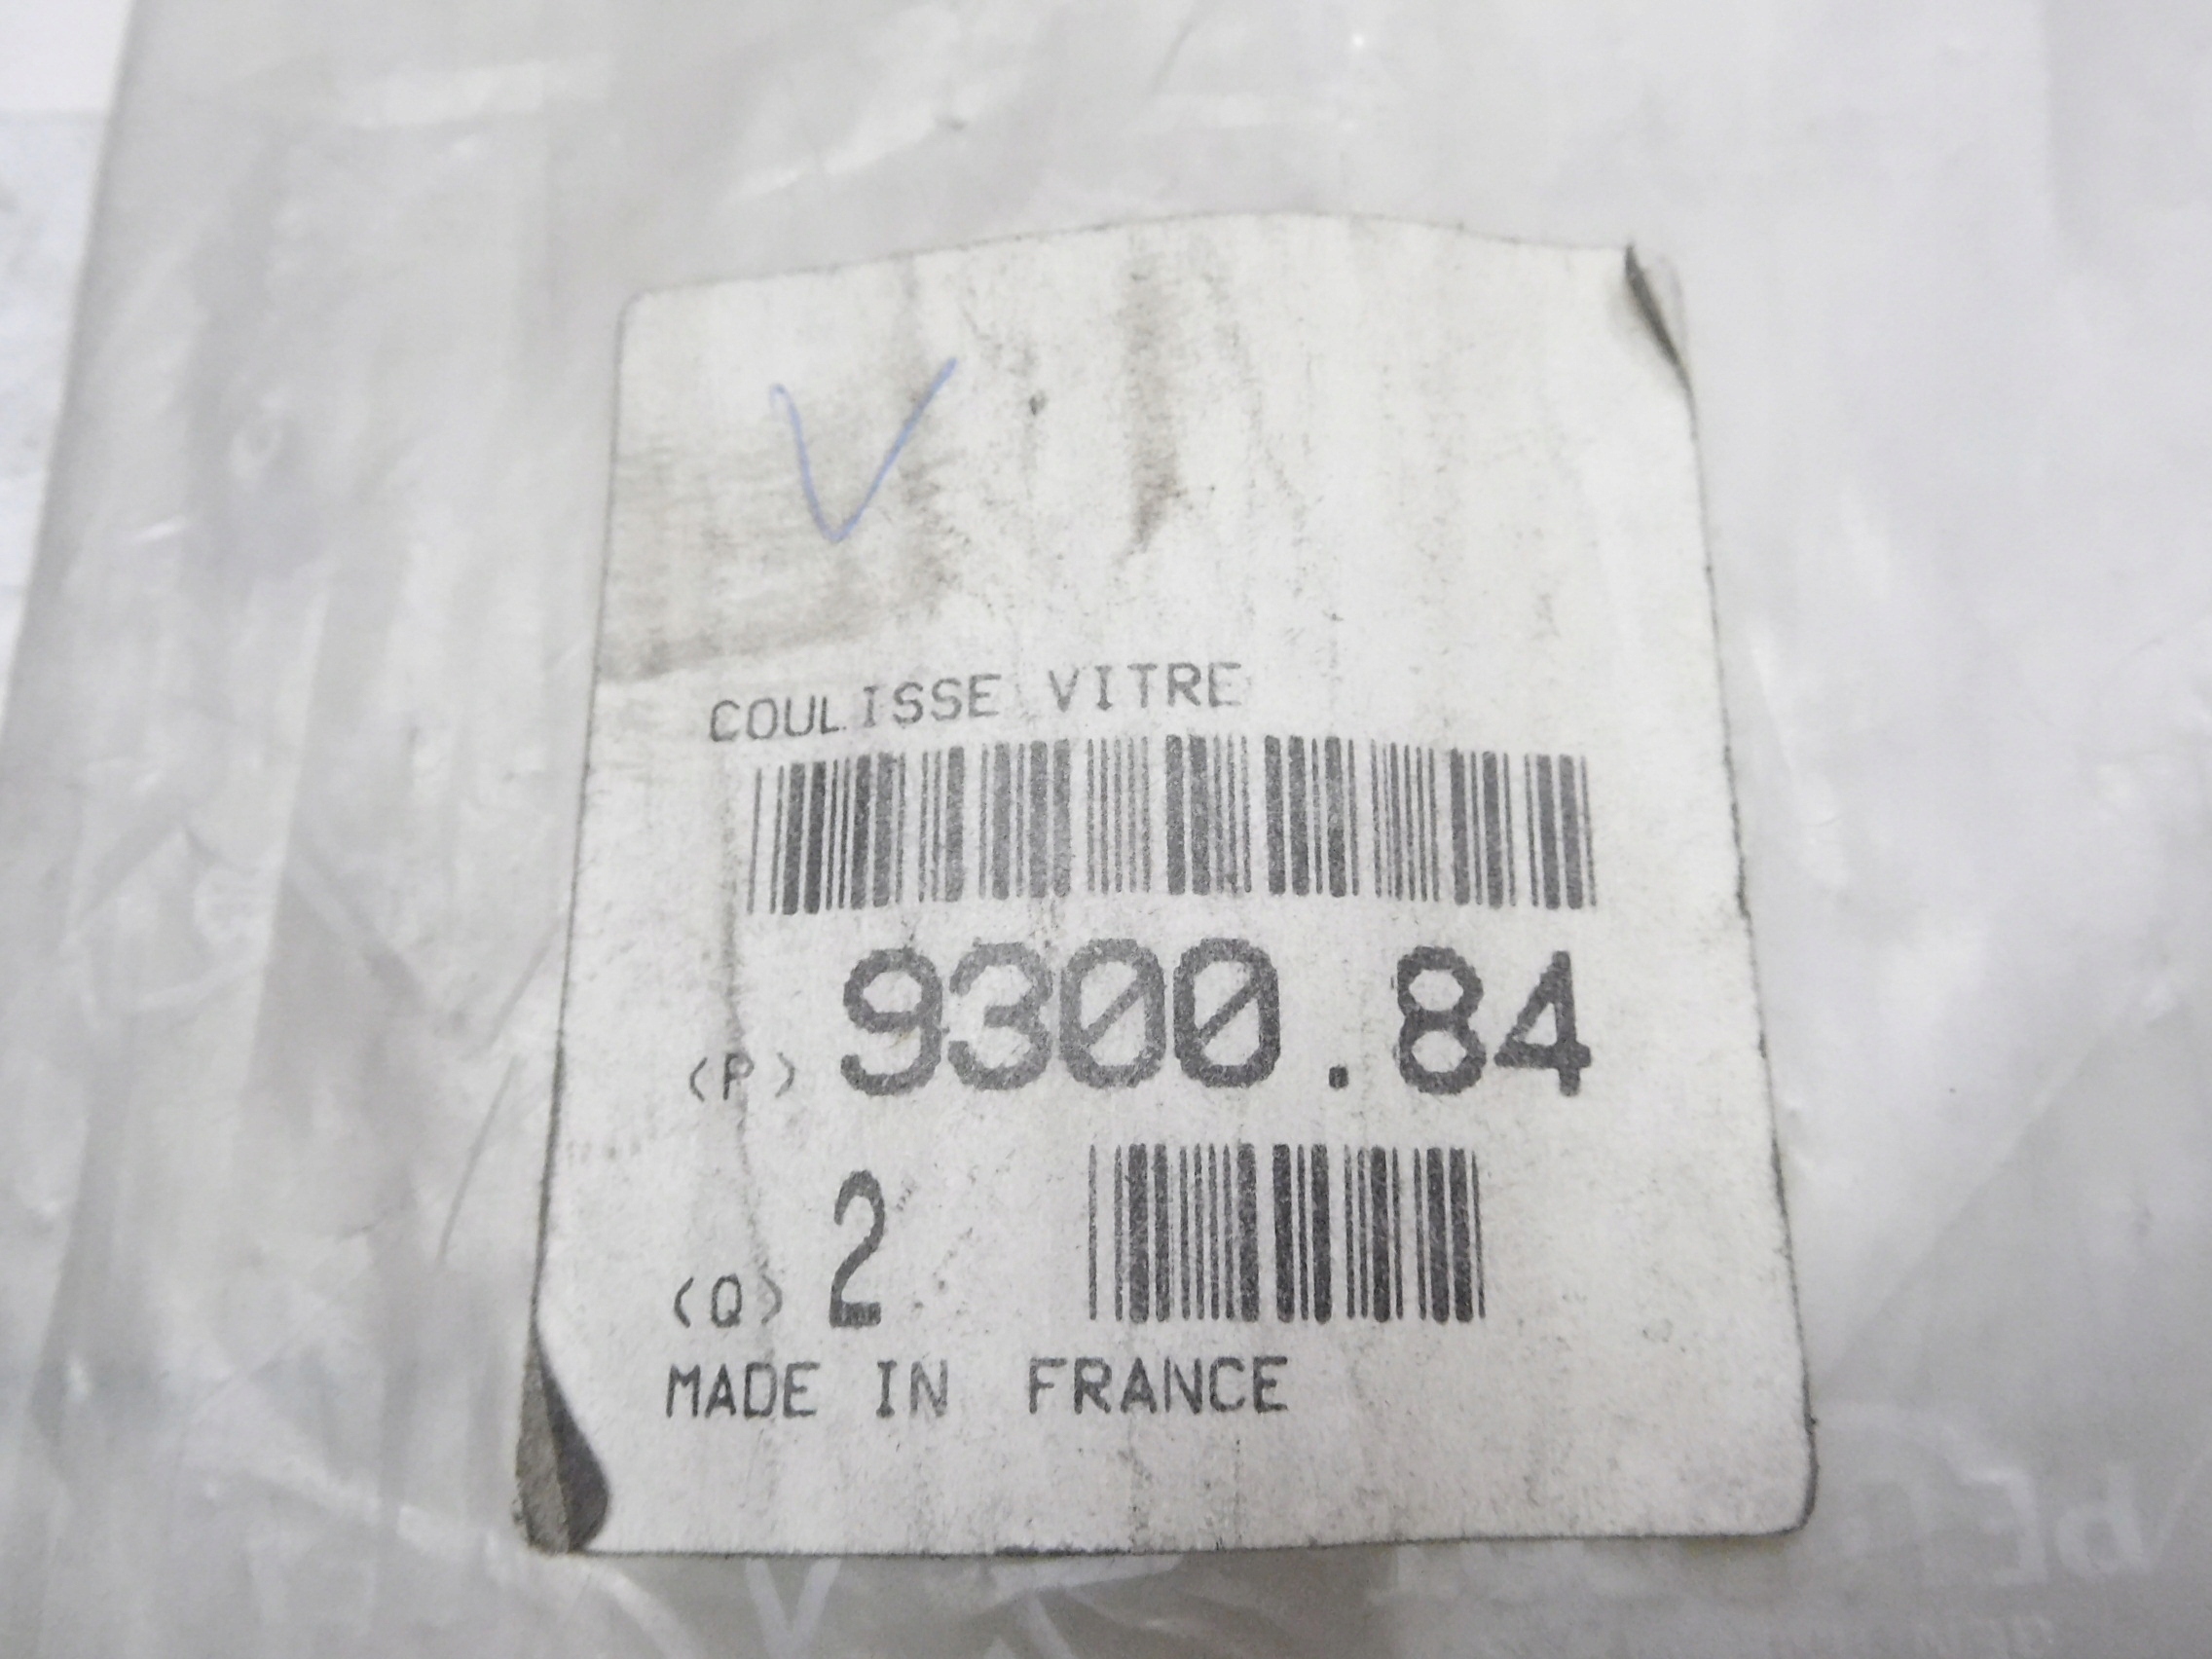 V
COULISSE VITRE
(P) 9300.84
(Q) 2
MADE IN FRANCE